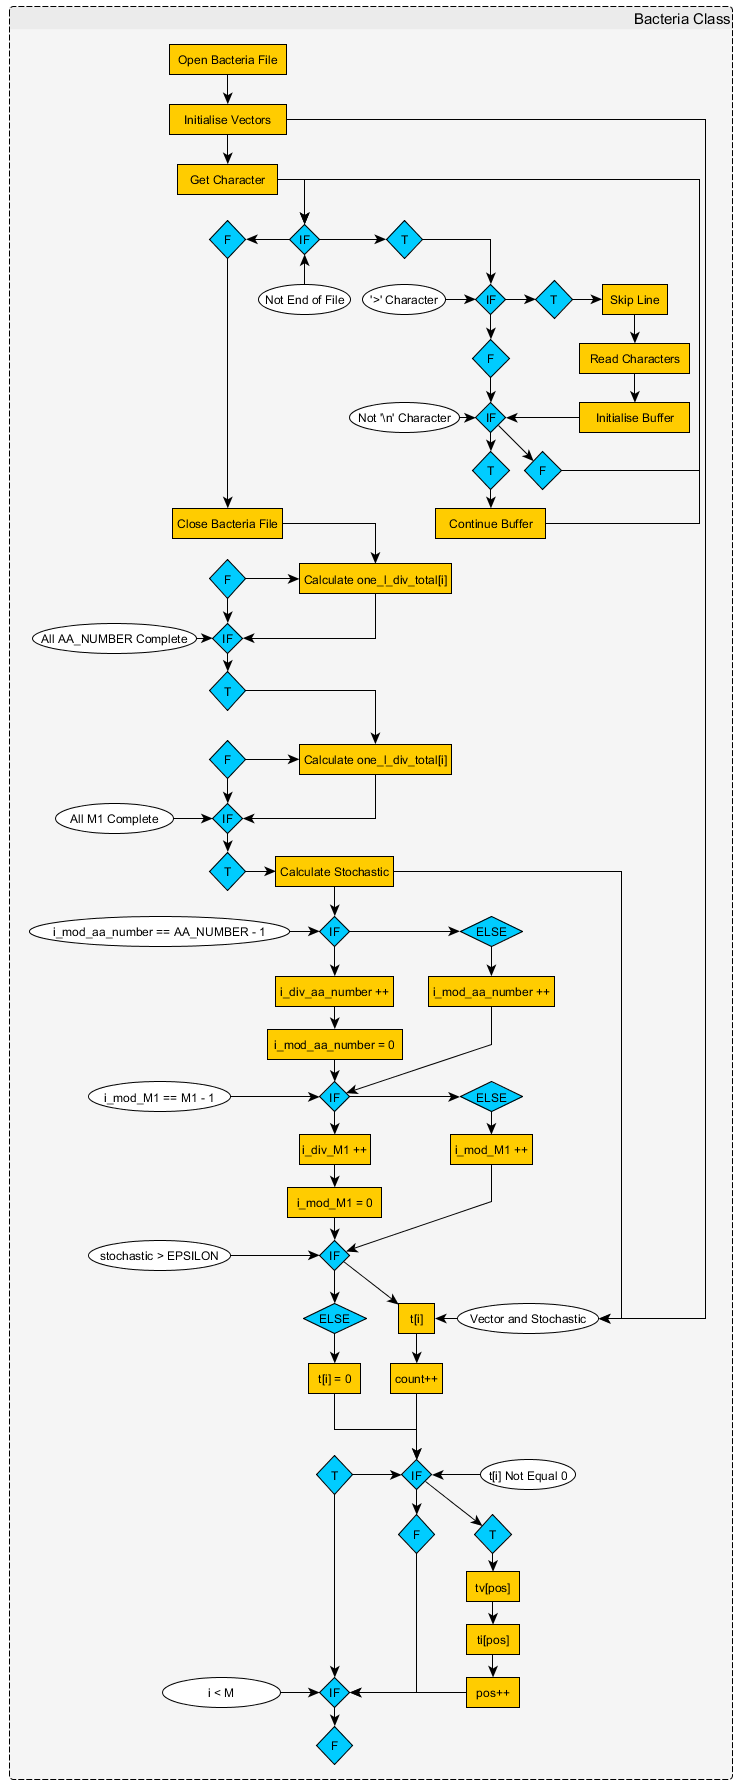 Bacteria Class
Open Bacteria File
Initialise Vectors
Get Character
F
IF
T
Not End of File
'>' Character
IF
T
Skip Line
F
Read Characters
Not '\n' Character
IF
Initialise Buffer
T
F
Close Bacteria File
Continue Buffer
F
Calculate one_l_div_total[i]
All AA_NUMBER Complete
IF
T
F
Calculate one_l_div_total[i]
All M1 Complete
IF
T
Calculate Stochastic
i_mod_aa_number == AA_NUMBER - 1
IF
ELSE
i_div_aa_number ++
i_mod_aa_number ++
i_mod_aa_number = 0
i_mod_M1 == M1 - 1
IF
ELSE
i_div_M1 ++
i_mod_M1 ++
i_mod_M1 = 0
stochastic > EPSILON
IF
ELSE
t[i]
Vector and Stochastic
t[i] = 0
count++
T
IF
t[i] Not Equal 0
F
T
tv[pos]
ti[pos]
i < M
IF
pos++
F